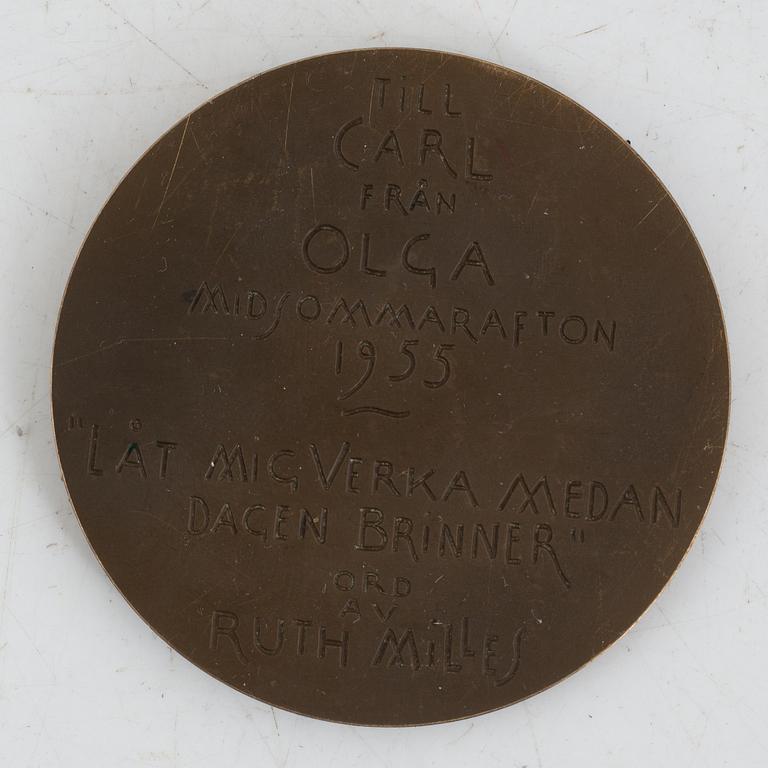 TILL
CARL
FRÅN
OLGA
MIDSOMMARAFTON
1955
"LÅT MIG VERKA MEDAN
DAGEN BRINNER"
ORD
AV
RUTH MILLES